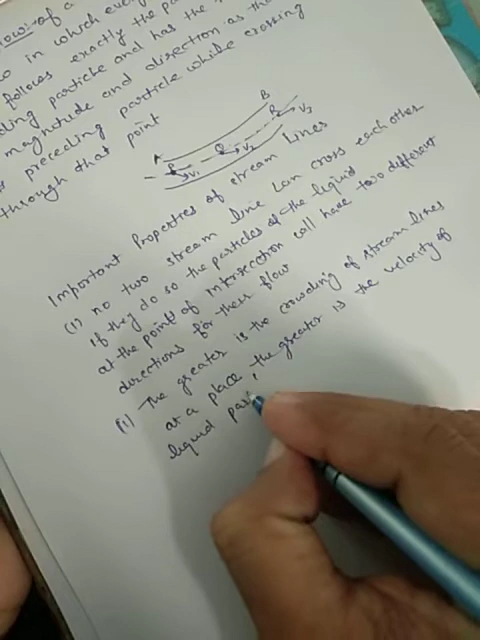 flow:- of a
in which every
follows exactly the pa
ding particle and has the
magnitude and direction as the
preceding particle while crossing
through that point
A B
P Q R
V1 V2 V3
Important Properties of stream lines
(i) no two stream line can cross each other
if they do so the particles of the liquid
at the point of intersection will have two different
directions for their flow
(ii) The greater is the crowding of stream lines
at a place, the greater is the velocity of
liquid parti